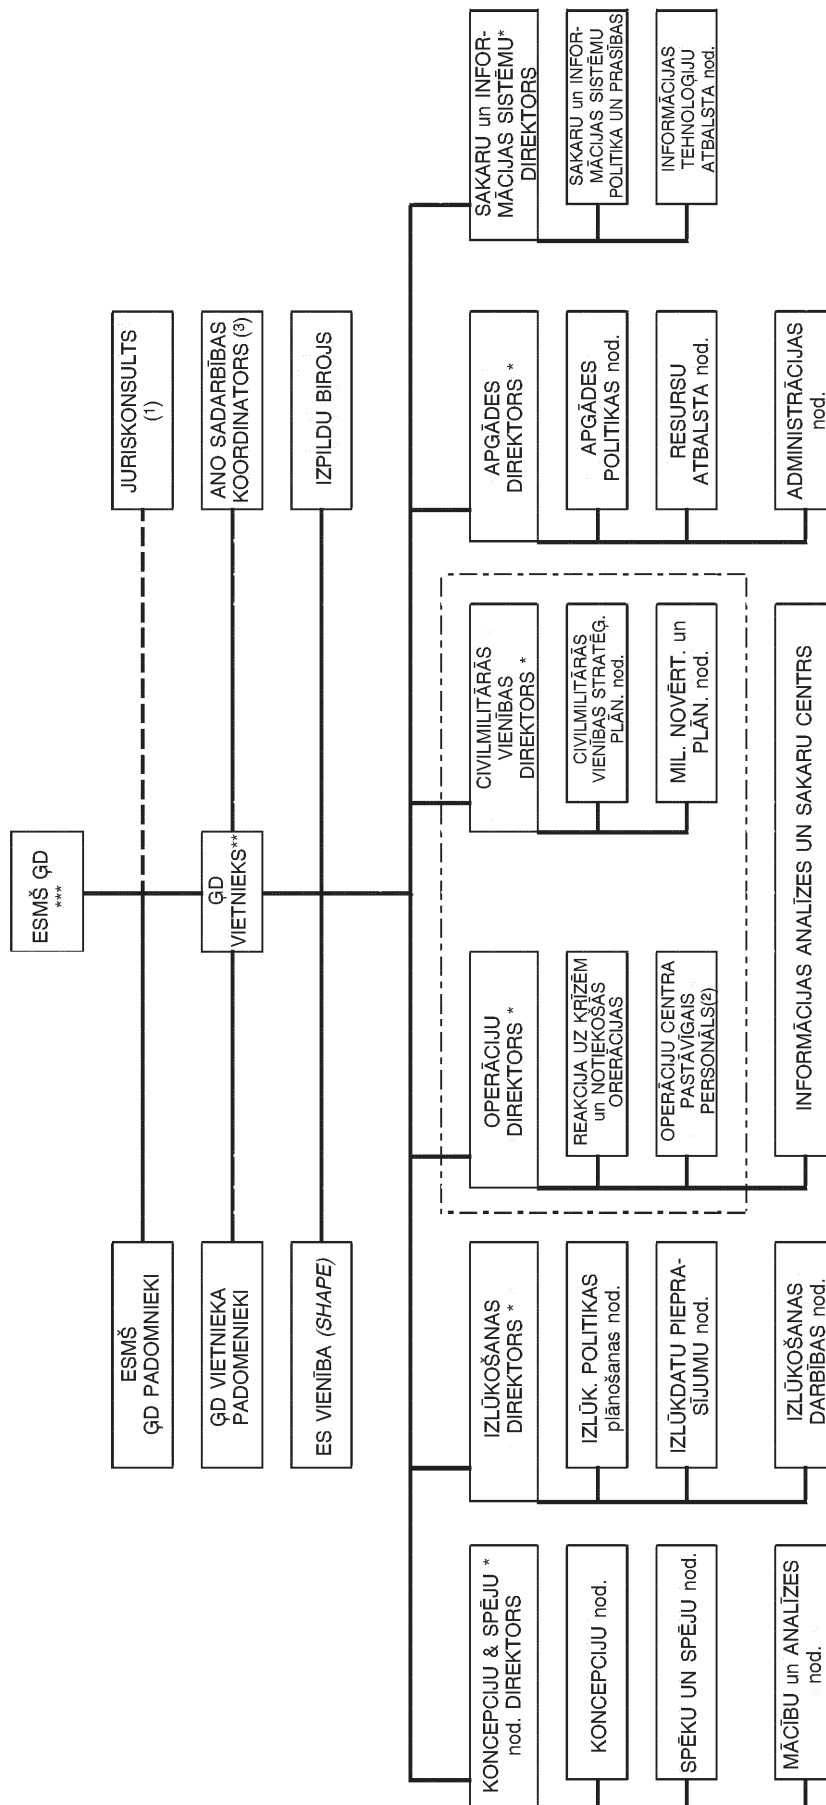 ESMŠ ĢD
***
ESMŠ
ĢD PADOMNIEKI
JURISKONSULTS
(1)
ĢD VIETNIEKA
PADOMENIEKI
ĢD
VIETNIEKS**
ANO SADARBĪBAS
KOORDINATORS (3)
ES VIENĪBA (SHAPE)
IZPILDU BIROJS
KONCEPCIJU & SPĒJU *
nod. DIREKTORS
KONCEPCIJU nod.
SPĒKU UN SPĒJU nod.
MĀCĪBU un ANALĪZES
nod.
IZLŪKOŠANAS
DIREKTORS *
IZLŪK. POLITIKAS
plānošanas nod.
IZLŪKDATU PIEPRA-
SĪJUMU nod.
IZLŪKOŠANAS
DARBĪBAS nod.
OPERĀCIJU
DIREKTORS *
REAKCIJA UZ KRĪZĒM
un NOTIEKOŠĀS
ORERĀCIJAS
OPERĀCIJU CENTRA
PASTĀVĪGAIS
PERSONĀLS(2)
CIVILMILITĀRĀS
VIENĪBAS
DIREKTORS *
CIVILMILITĀRĀS
VIENĪBAS STRATĒĢ.
PLĀN. nod.
MIL. NOVĒRT. un
PLĀN. nod.
INFORMĀCIJAS ANALĪZES UN SAKARU CENTRS
APGĀDES
DIREKTORS *
APGĀDES
POLITIKAS nod.
RESURSU
ATBALSTA nod.
ADMINISTRĀCIJAS
nod.
SAKARU un INFOR-
MĀCIJAS SISTĒMU*
DIREKTORS
SAKARU un INFOR-
MĀCIJAS SISTĒMU
POLITIKA UN PRASĪBAS
INFORMĀCIJAS
TEHNOLOĢIJU
ATBALSTA nod.